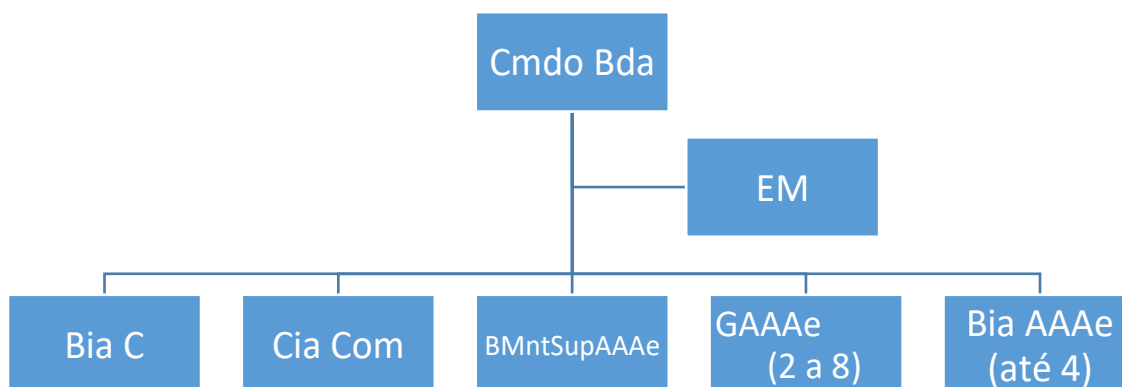 Cmdo Bda
EM
Bia C
Cia Com
BMntSupAAAe
GAAAe
(2 a 8)
Bia AAAe
(até 4)